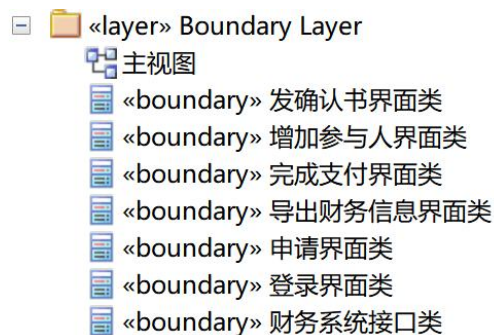 «layer» Boundary Layer
主视图
«boundary» 发确认书界面类
«boundary» 增加参与人界面类
«boundary» 完成支付界面类
«boundary» 导出财务信息界面类
«boundary» 申请界面类
«boundary» 登录界面类
«boundary» 财务系统接口类